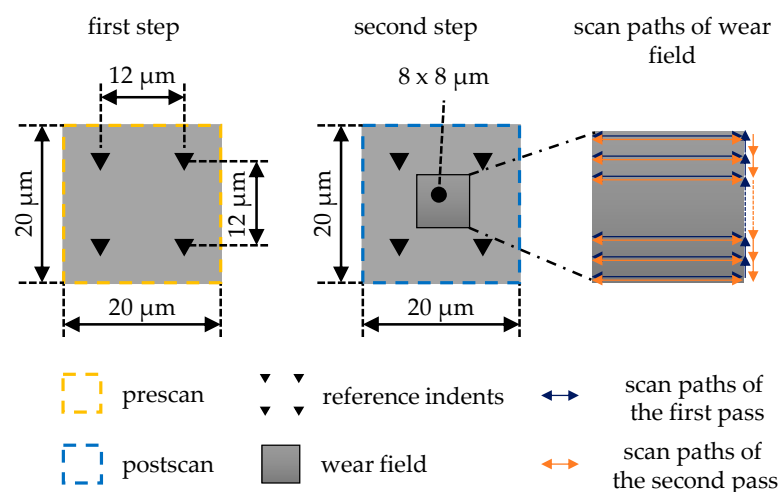 first step
second step
scan paths of wear
field
12 µm
8 x 8 µm
20 µm
12 µm
20 µm
20 µm
20 µm
prescan
reference indents
scan paths of
the first pass
postscan
wear field
scan paths of
the second pass